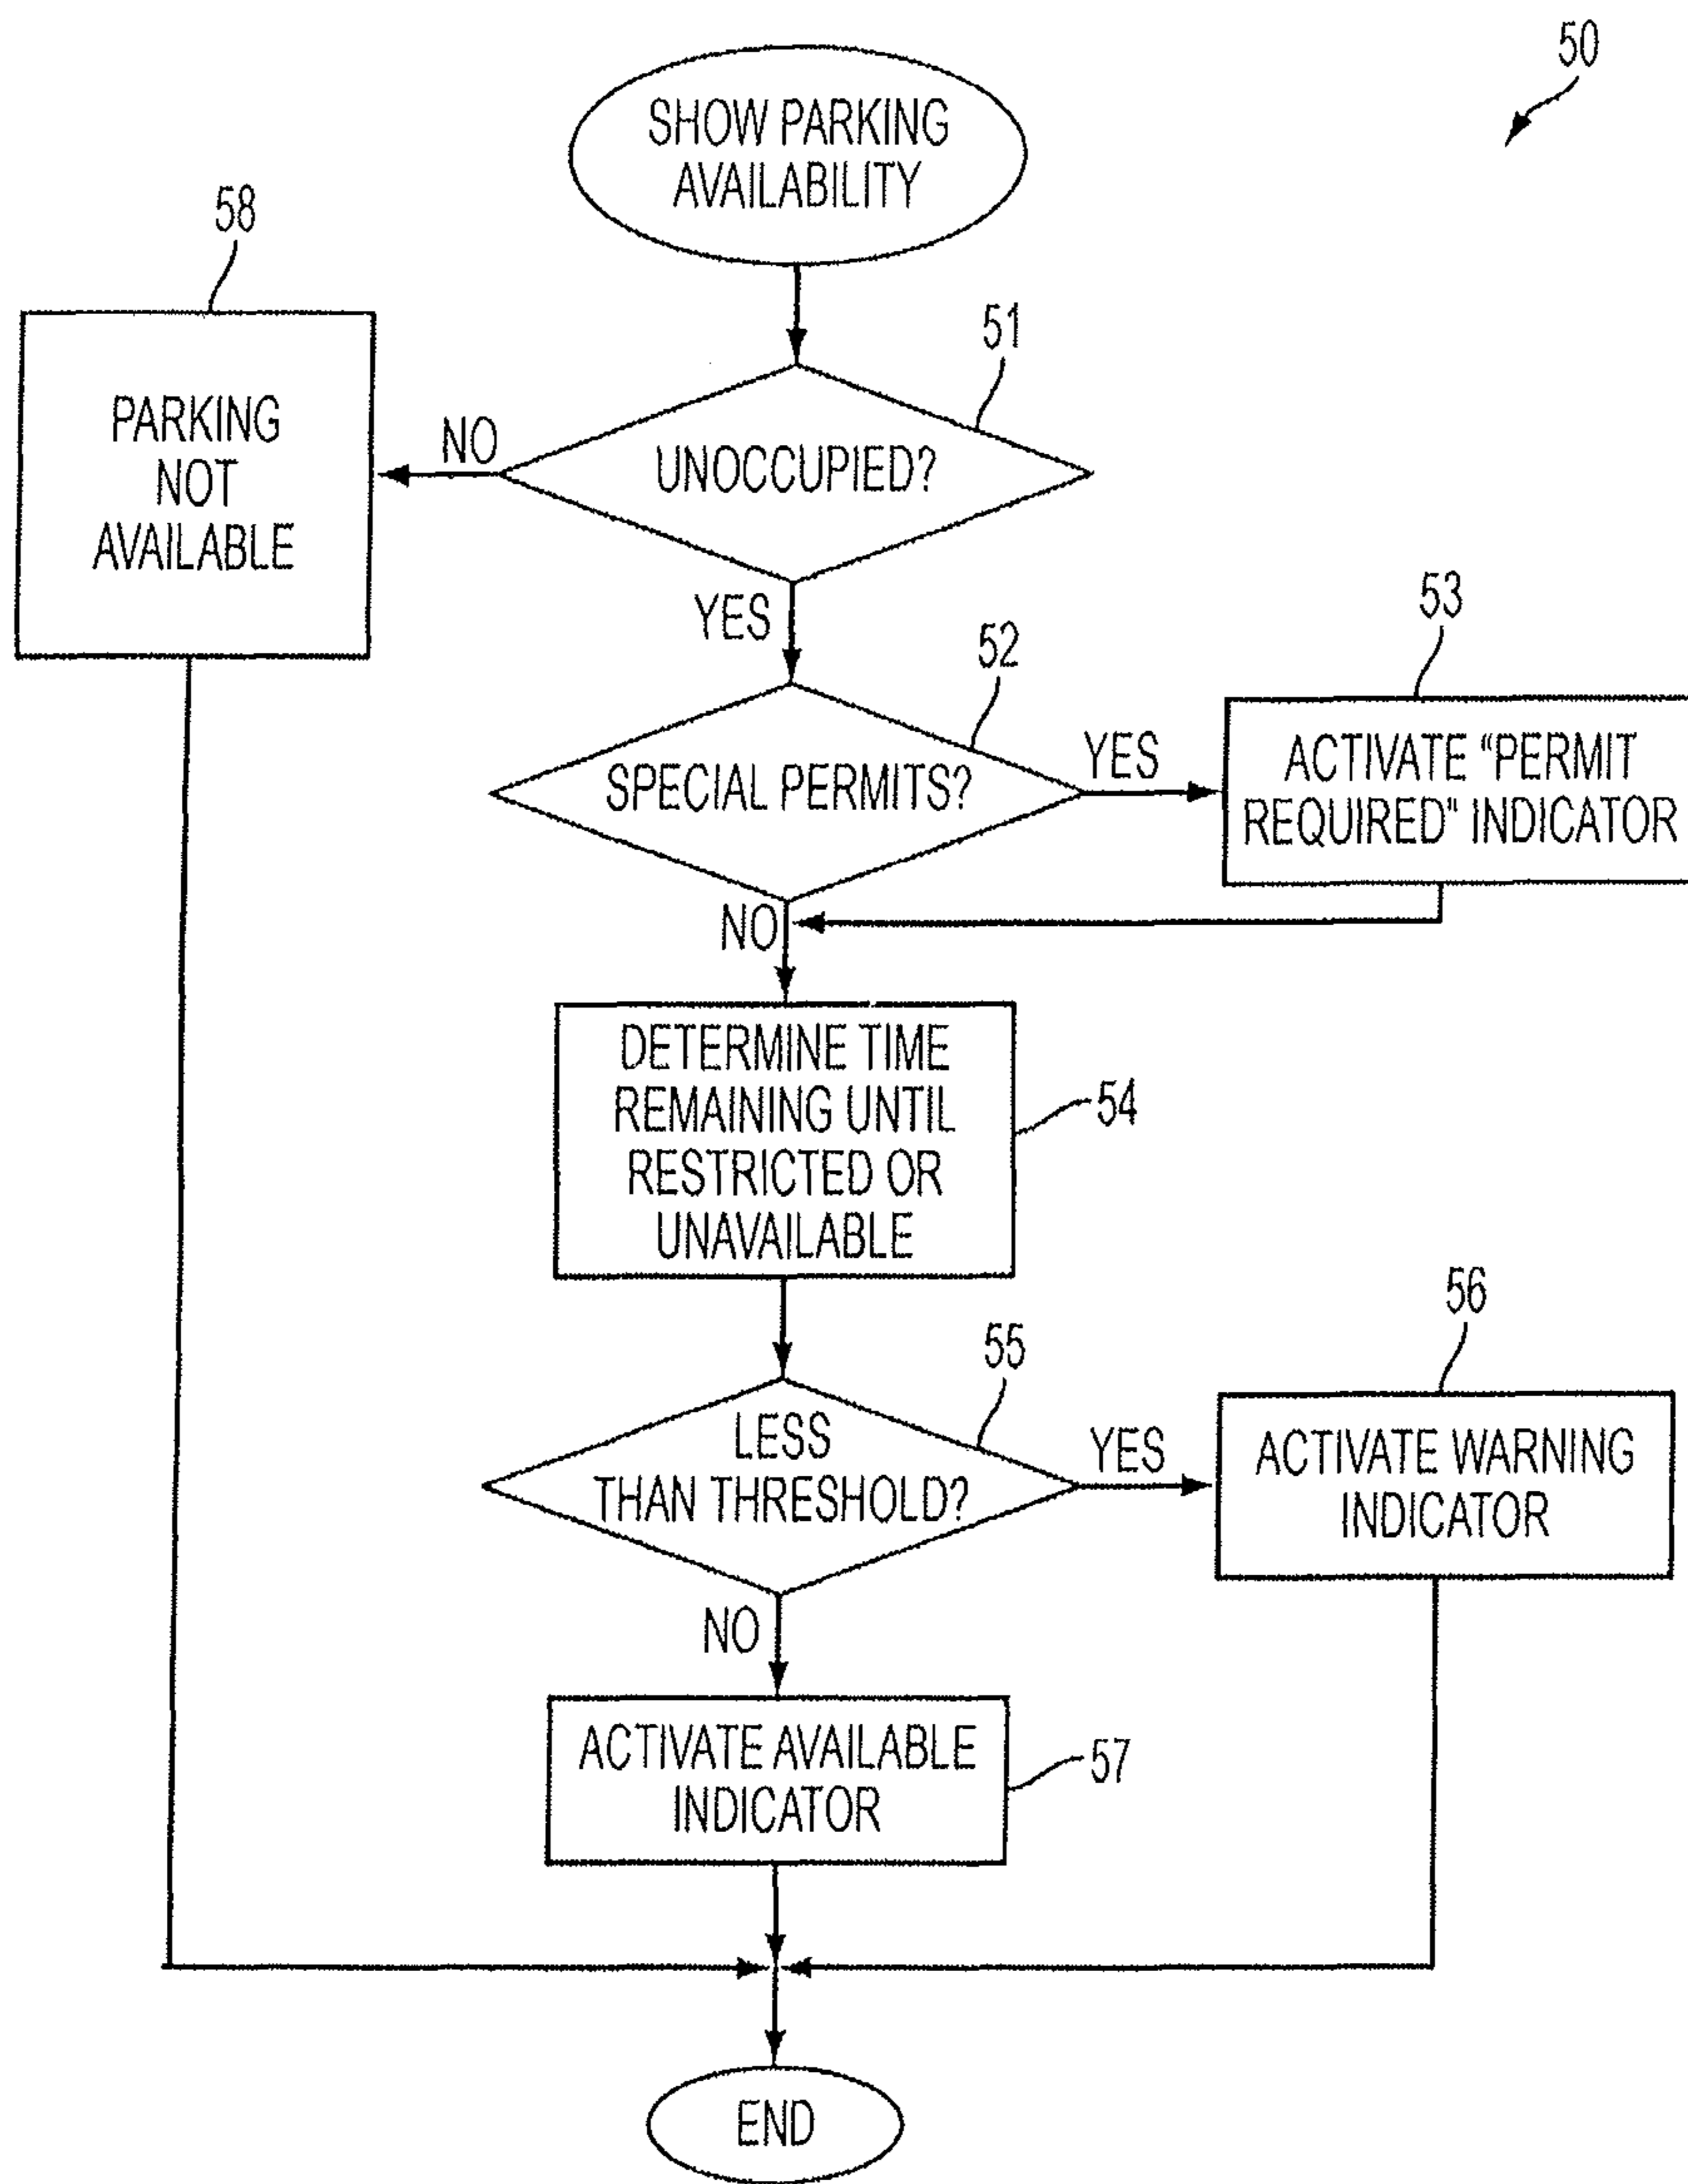 50
SHOW PARKING
AVAILABILITY
58
51
PARKING
NOT
AVAILABLE
NO
UNOCCUPIED?
YES
52
53
SPECIAL PERMITS?
YES
ACTIVATE “PERMIT
REQUIRED" INDICATOR
NO
DETERMINE TIME
REMAINING UNTIL
RESTRICTED OR
UNAVAILABLE
54
55
56
LESS
THAN THRESHOLD?
YES
ACTIVATE WARNING
INDICATOR
NO
ACTIVATE AVAILABLE
INDICATOR
57
END